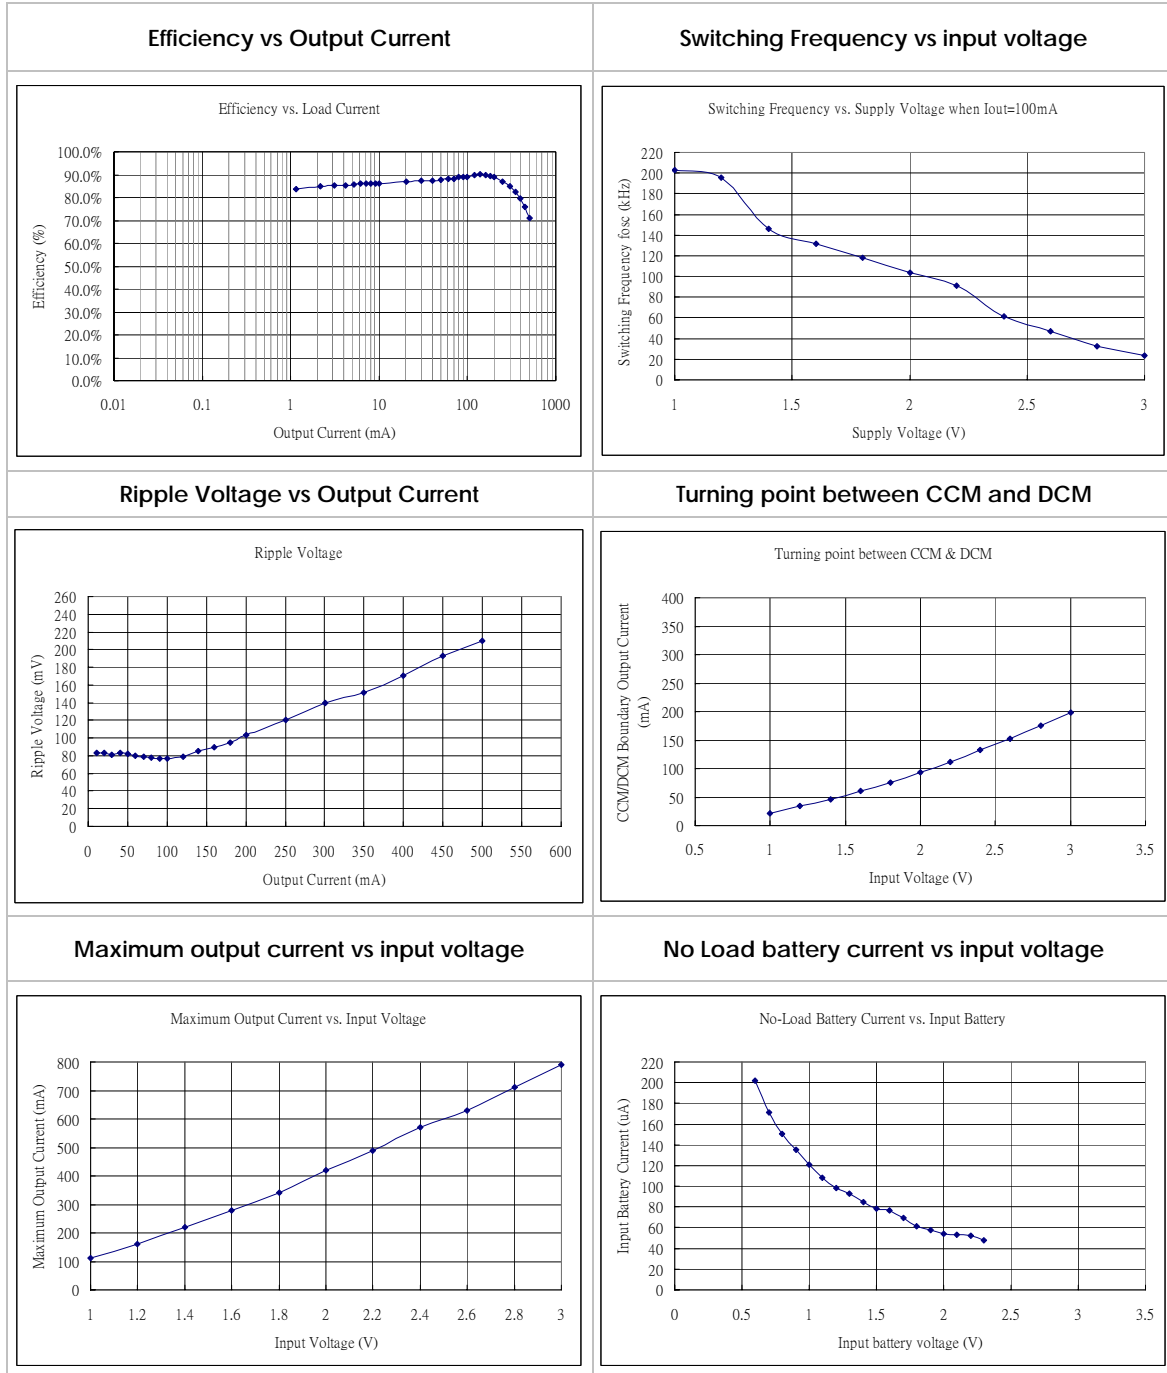 Efficiency vs Output Current
Switching Frequency vs input voltage
Efficiency vs. Load Current
100.0%
90.0%
80.0%
70.0%
60.0%
50.0%
40.0%
30.0%
20.0%
10.0%
0.0%
Efficiency (%)
0.01 0.1 1 10 100 1000
Output Current (mA)
Switching Frequency vs. Supply Voltage when Iout=100mA
220
200
180
160
140
120
100
80
60
40
20
0
Switching Frequency fosc (kHz)
1 1.5 2 2.5 3
Supply Voltage (V)
Ripple Voltage vs Output Current
Turning point between CCM and DCM
Ripple Voltage
260
240
220
200
180
160
140
120
100
80
60
40
20
0
Ripple Voltage (mV)
0 50 100 150 200 250 300 350 400 450 500 550 600
Output Current (mA)
Turning point between CCM & DCM
400
350
300
250
200
150
100
50
0
CCM/DCM Boundary Output Current
(mA)
0.5 1 1.5 2 2.5 3 3.5
Input Voltage (V)
Maximum output current vs input voltage
No Load battery current vs input voltage
Maximum Output Current vs. Input Voltage
800
700
600
500
400
300
200
100
0
Maximum Output Current (mA)
1 1.2 1.4 1.6 1.8 2 2.2 2.4 2.6 2.8 3
Input Voltage (V)
No-Load Battery Current vs. Input Battery
220
200
180
160
140
120
100
80
60
40
20
0
Input Battery Current (uA)
0 0.5 1 1.5 2 2.5 3 3.5
Input battery voltage (V)